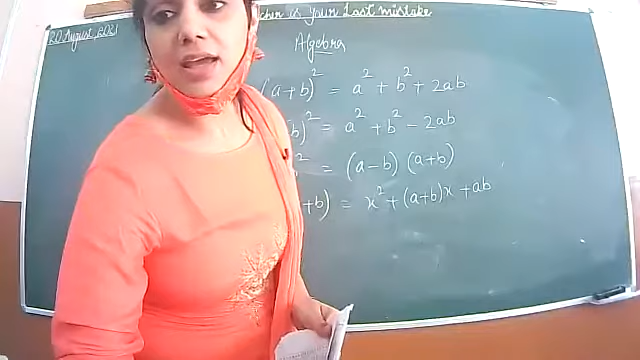 20 August, 2021 is your Last mistake
Algebra
(a+b)² = a² + b² + 2ab
b)² = a² + b² - 2ab
² = (a-b) (a+b)
+b) = x² + (a+b)x + ab